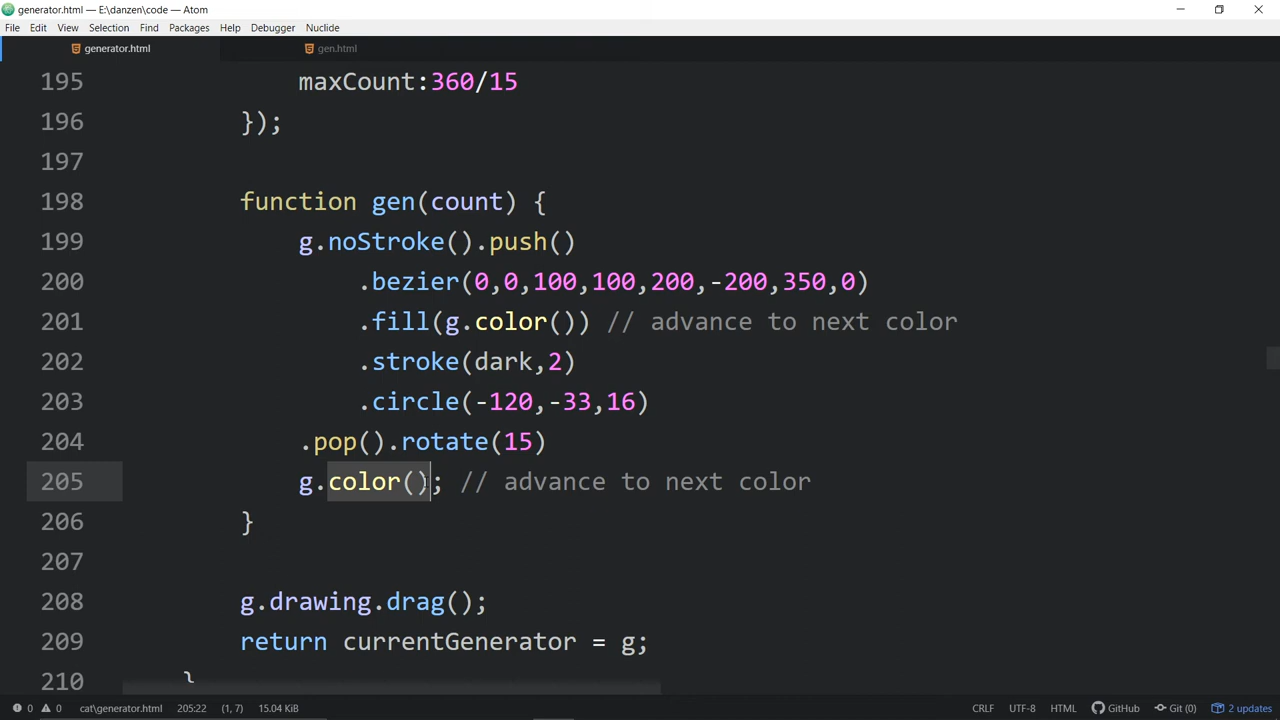 generator.html — E:\danzen\code — Atom
File Edit View Selection Find Packages Help Debugger Nuclide
generator.html gen.html
195 maxCount:360/15
196 });
197
198 function gen(count) {
199 g.noStroke().push()
200 .bezier(0,0,100,100,200,-200,350,0)
201 .fill(g.color()) // advance to next color
202 .stroke(dark,2)
203 .circle(-120,-33,16)
204 .pop().rotate(15)
205 g.color(); // advance to next color
206 }
207
208 g.drawing.drag();
209 return currentGenerator = g;
210 }
0 0 cat\generator.html 205:22 (1, 7) 15.04 KiB CRLF UTF-8 HTML GitHub Git (0) 2 updates